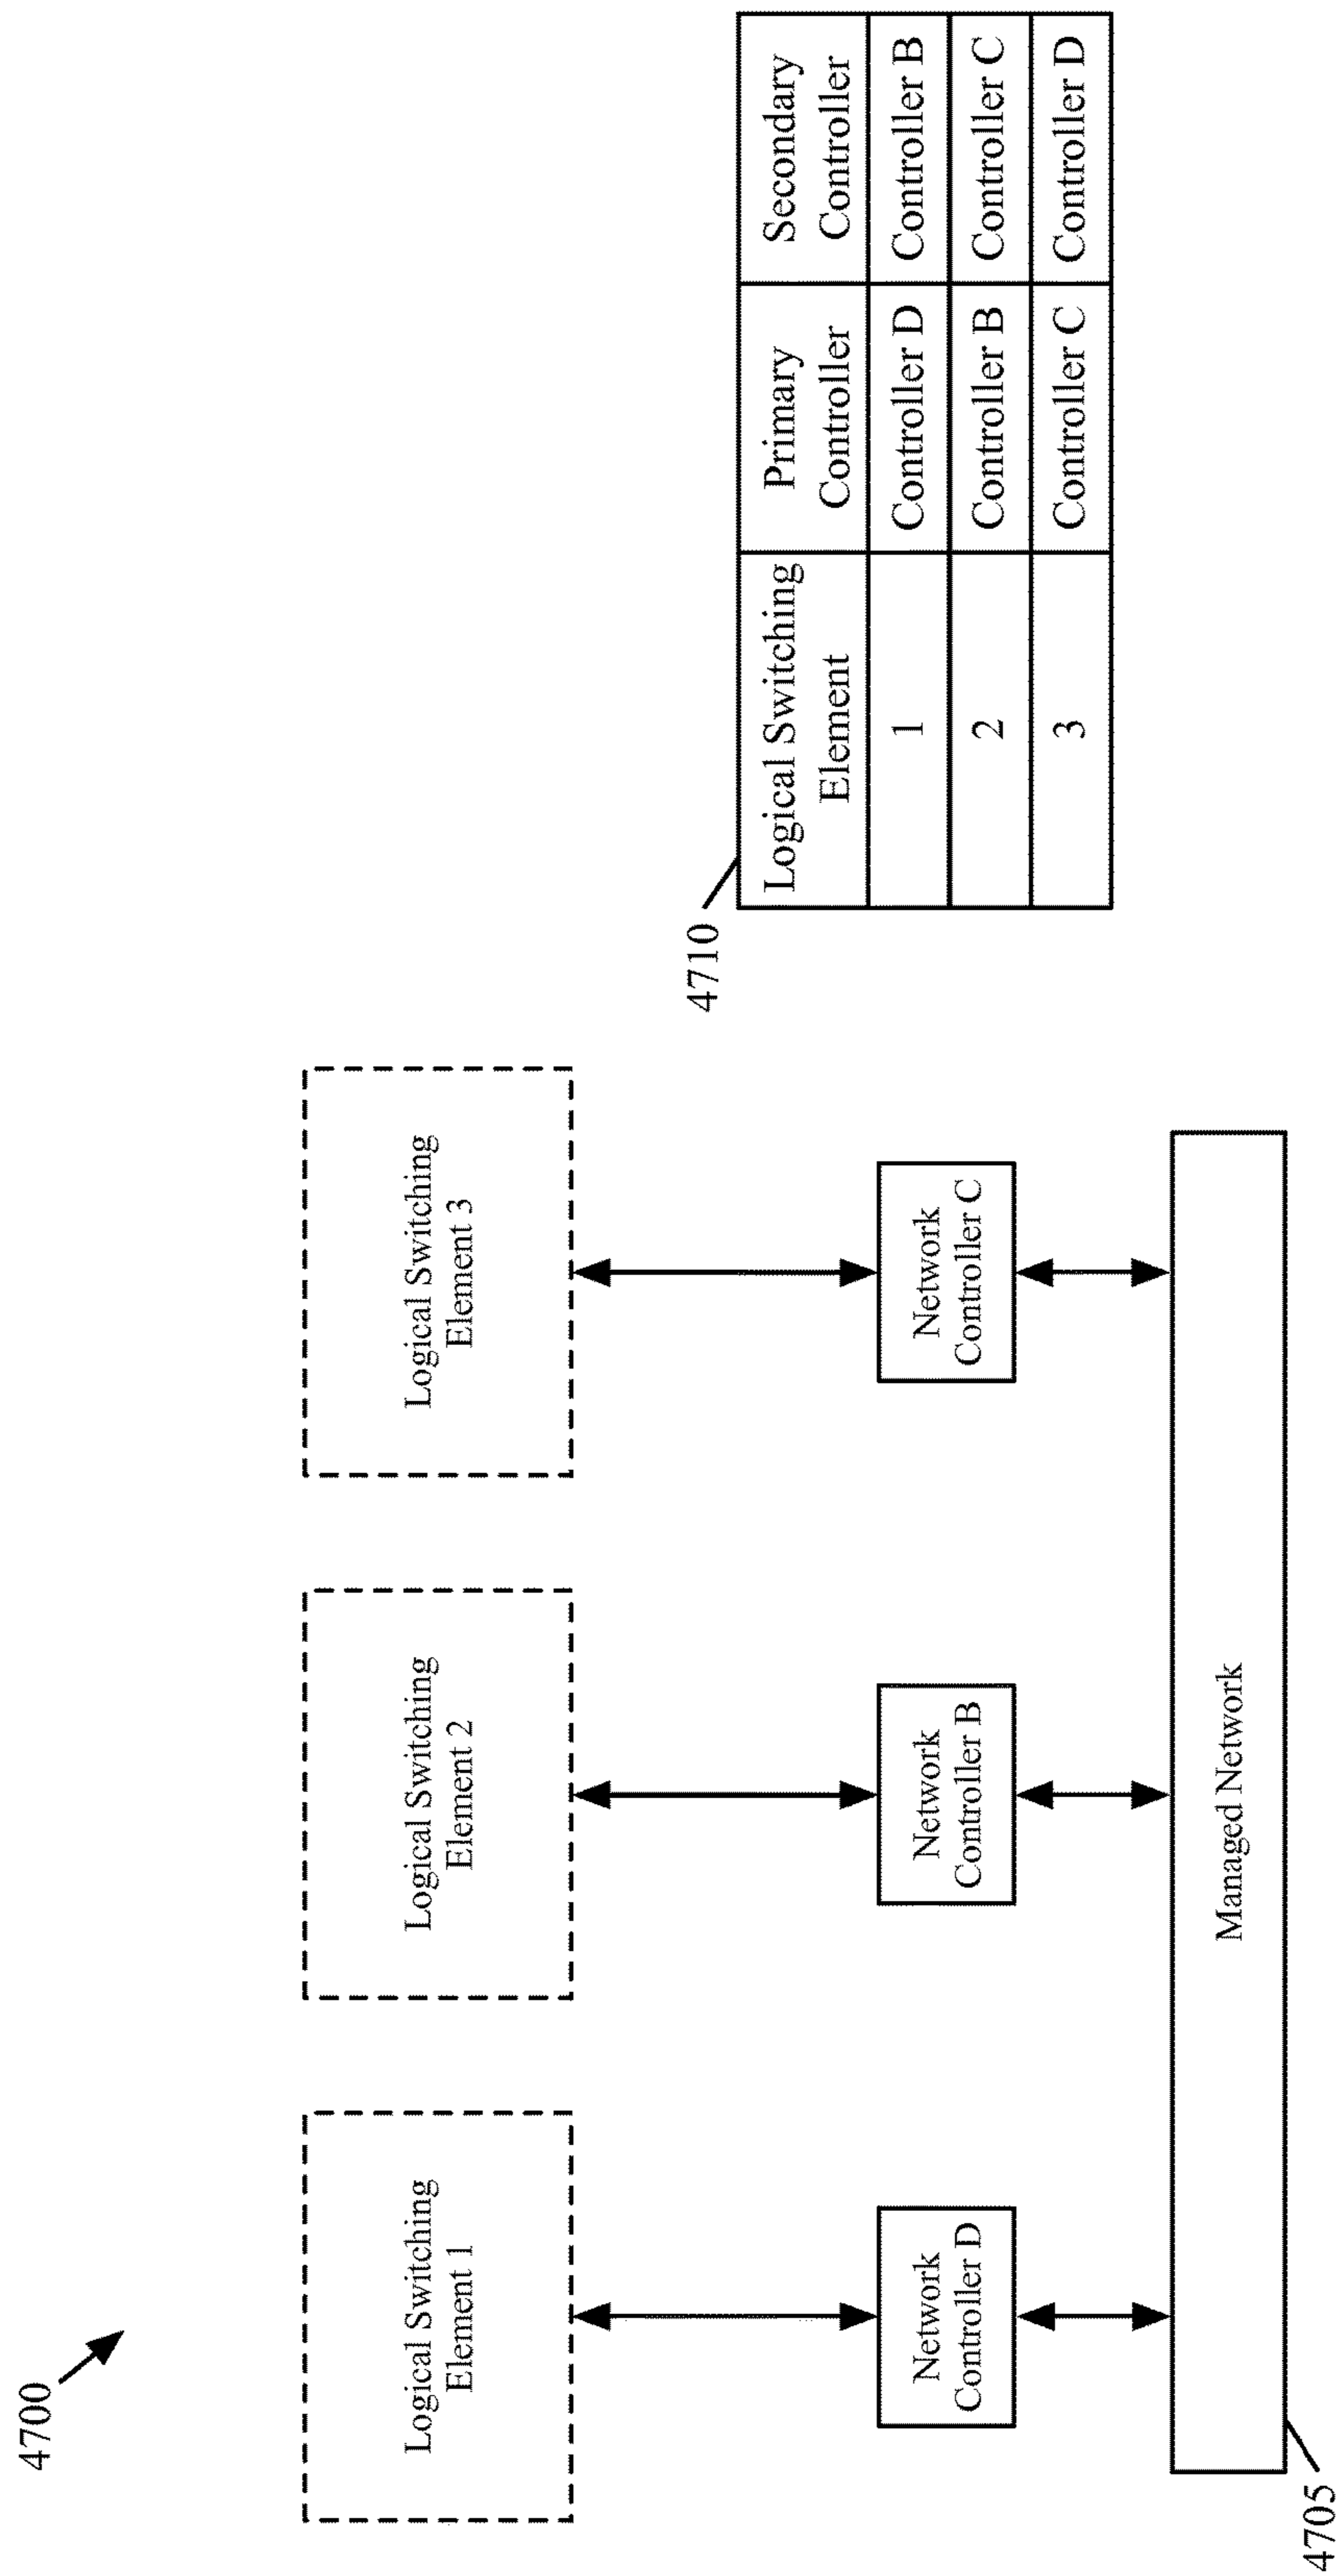 4700
Logical Switching
Element 1
Logical Switching
Element 2
Logical Switching
Element 3
Network
Controller D
Network
Controller B
Network
Controller C
Managed Network
4705
4710
Logical Switching
Element
Primary
Controller
Secondary
Controller
1
Controller D
Controller B
2
Controller B
Controller C
3
Controller C
Controller D